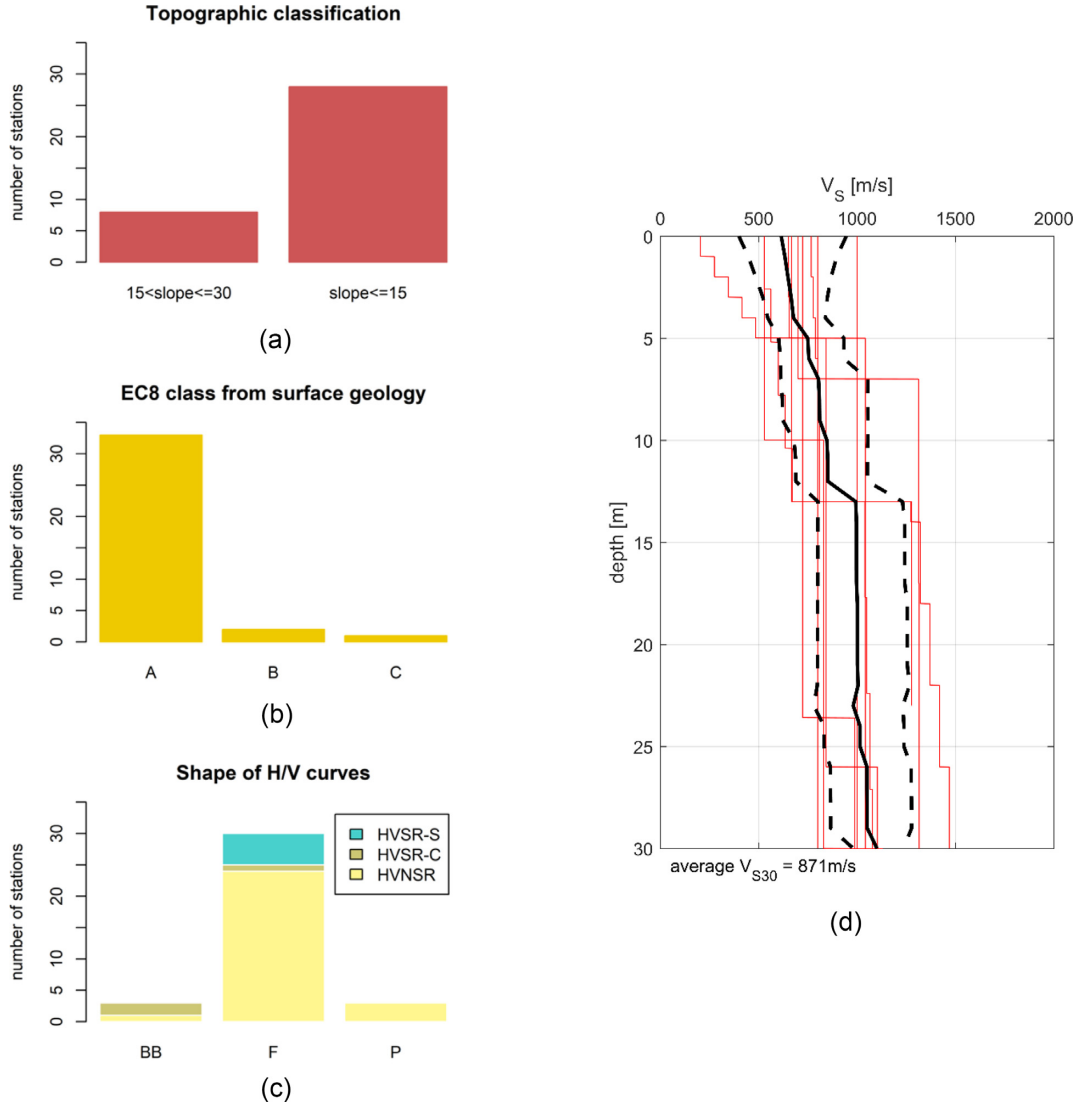 Topographic classification
number of stations
0
5
10
20
30
15<slope<=30
slope<=15
(a)
EC8 class from surface geology
number of stations
0
5
10
20
30
A
B
C
(b)
Shape of H/V curves
number of stations
0
5
10
20
30
HVSR-S
HVSR-C
HVNSR
BB
F
P
(c)
V_S [m/s]
0
500
1000
1500
2000
depth [m]
0
5
10
15
20
25
30
average V_S30 = 871m/s
(d)